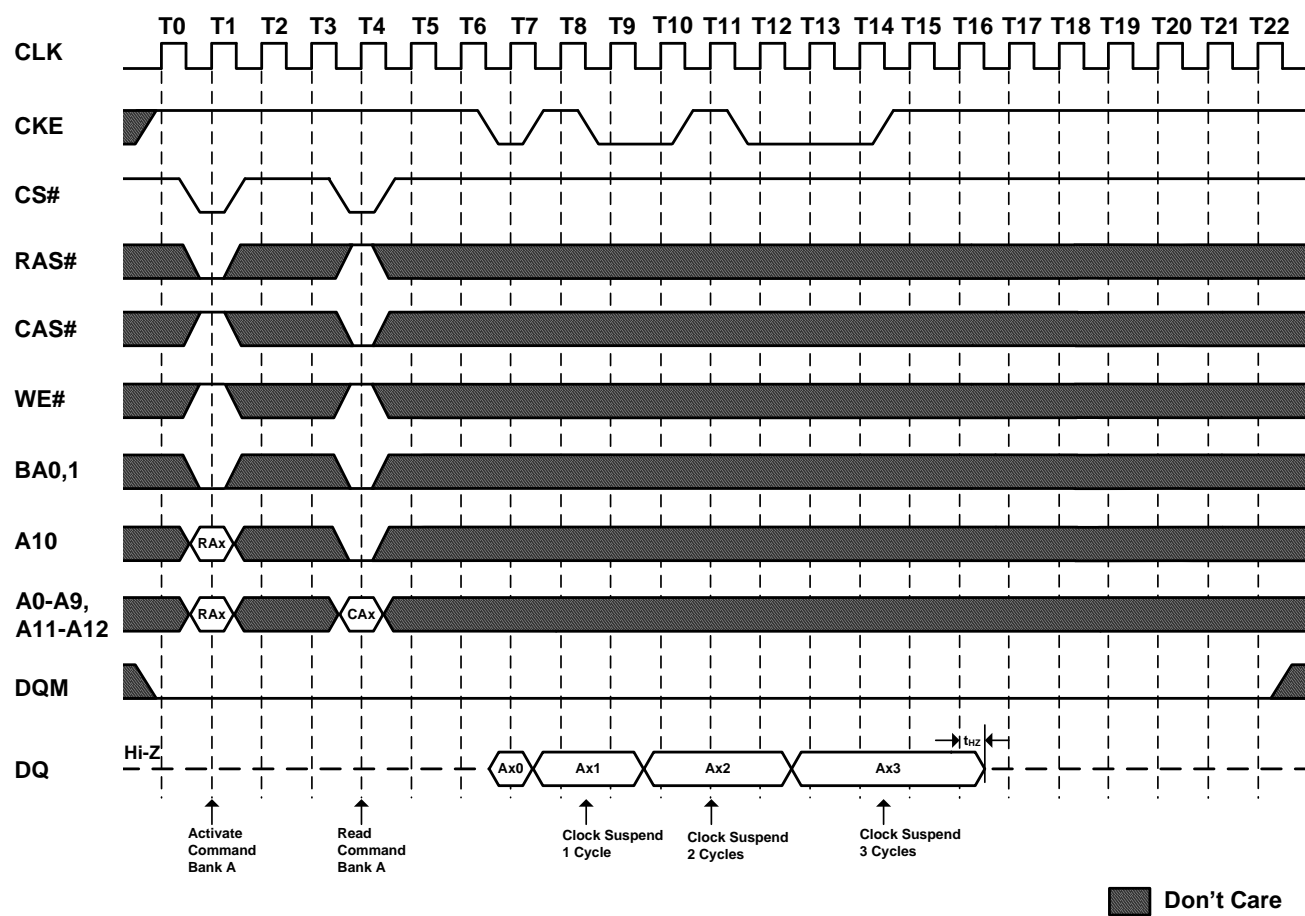 T0 T1 T2 T3 T4 T5 T6 T7 T8 T9 T10 T11 T12 T13 T14 T15 T16 T17 T18 T19 T20 T21 T22
CLK
CKE
CS#
RAS#
CAS#
WE#
BA0,1
A10
RAx
A0-A9,
A11-A12
RAx
CAx
DQM
Hi-Z
tHZ
DQ
Ax0
Ax1
Ax2
Ax3
Activate
Command
Bank A
Read
Command
Bank A
Clock Suspend
1 Cycle
Clock Suspend
2 Cycles
Clock Suspend
3 Cycles
Don't Care